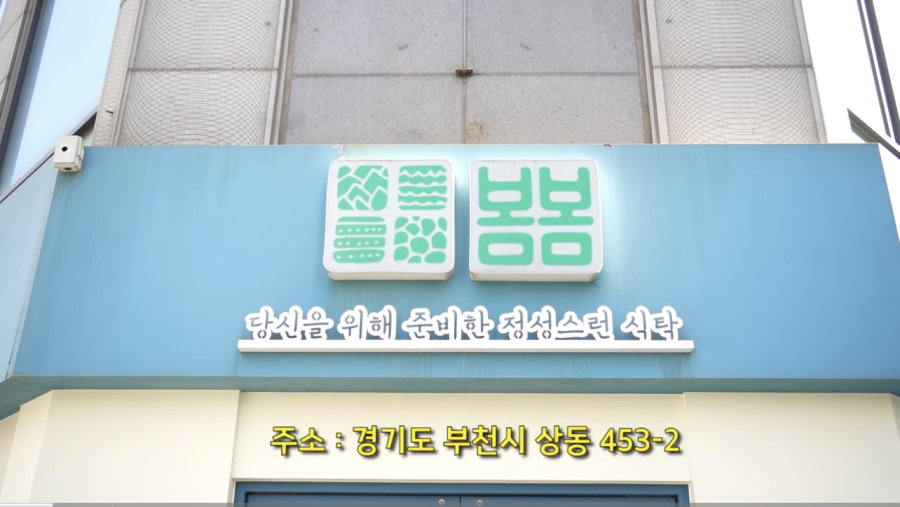 봄봄
당신을 위해 준비한 정성스런 식탁
주소 : 경기도 부천시 상동 453-2